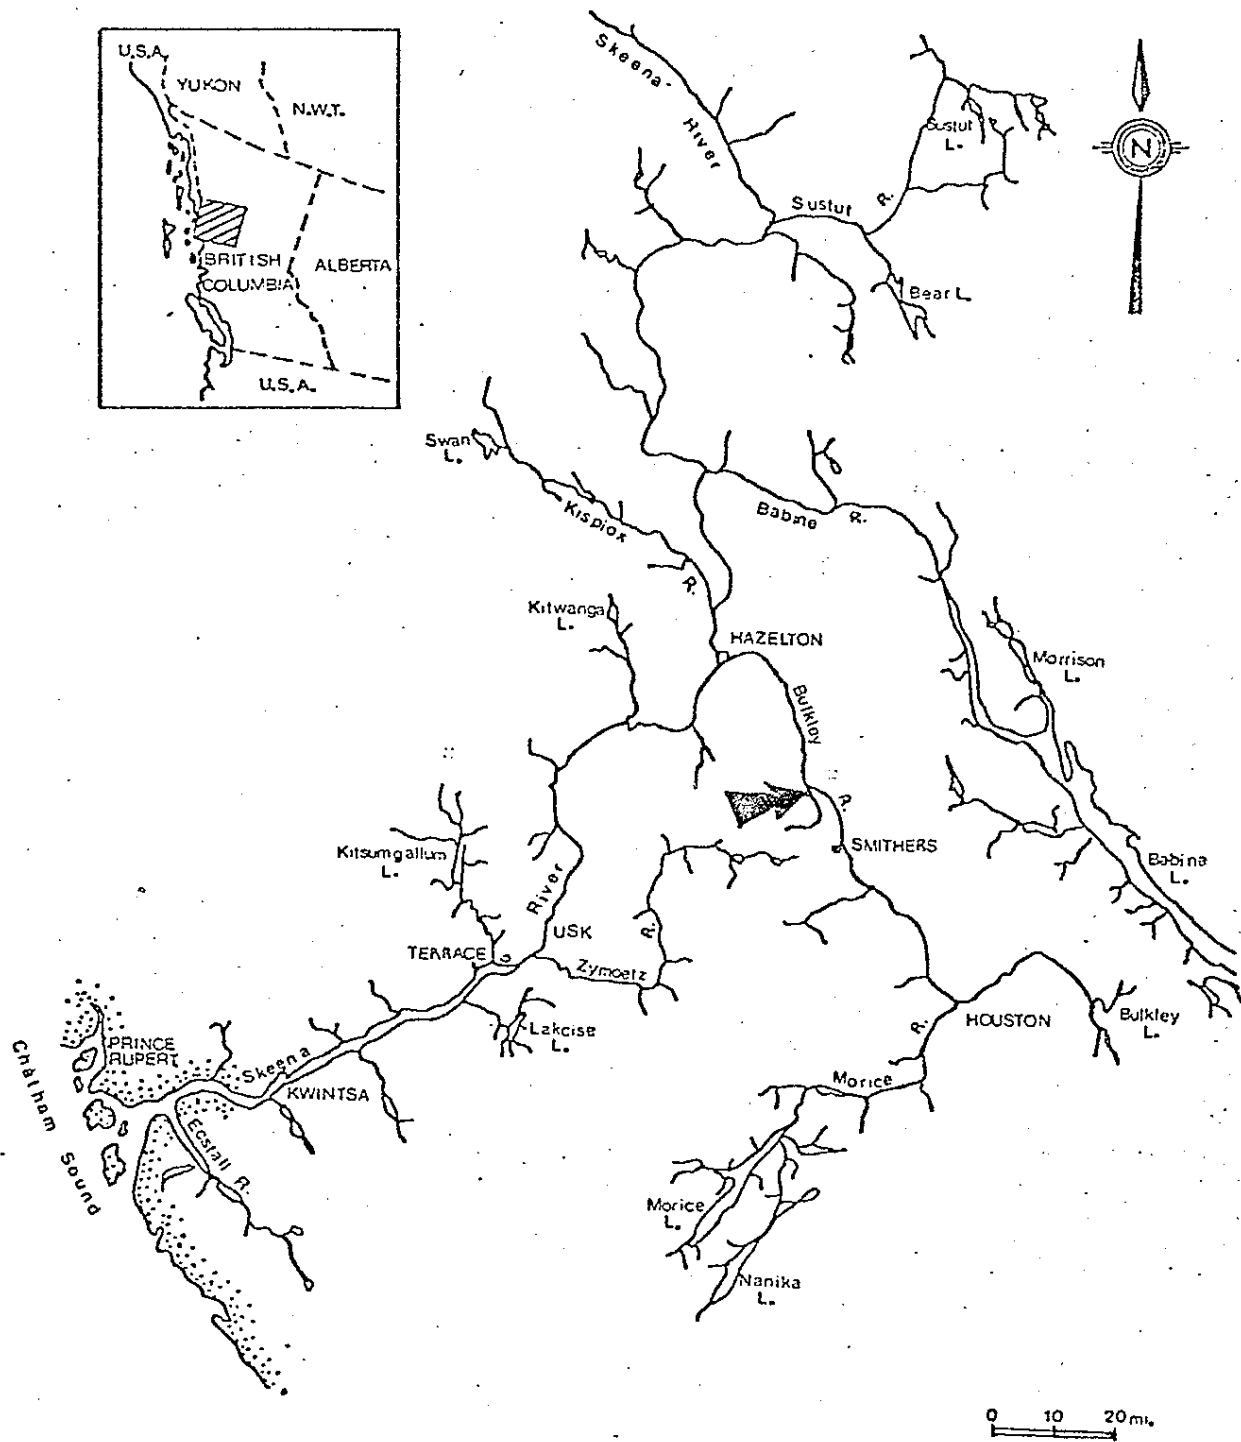 U.S.A.
YUKON
N.W.T.
BRITISH
COLUMBIA
ALBERTA
U.S.A.
Skeena
River
Sustut
L.
Sustut
R.
Bear L.
N
Swan
L.
Kispiox
R.
Babine
R.
Kitwanga
L.
HAZELTON
Morrison
L.
Bulkley
R.
SMITHERS
Babine
L.
Kitsumgallum
L.
River
USK
TERRACE
Zymoetz
R.
Lakelse
L.
HOUSTON
Bulkley
L.
R.
Morice
PRINCE
RUPERT
Skeena
KWINTSA
Chatham
Sound
Ecstall
R.
Morice
L.
Nanika
L.
0 10 20 mi.